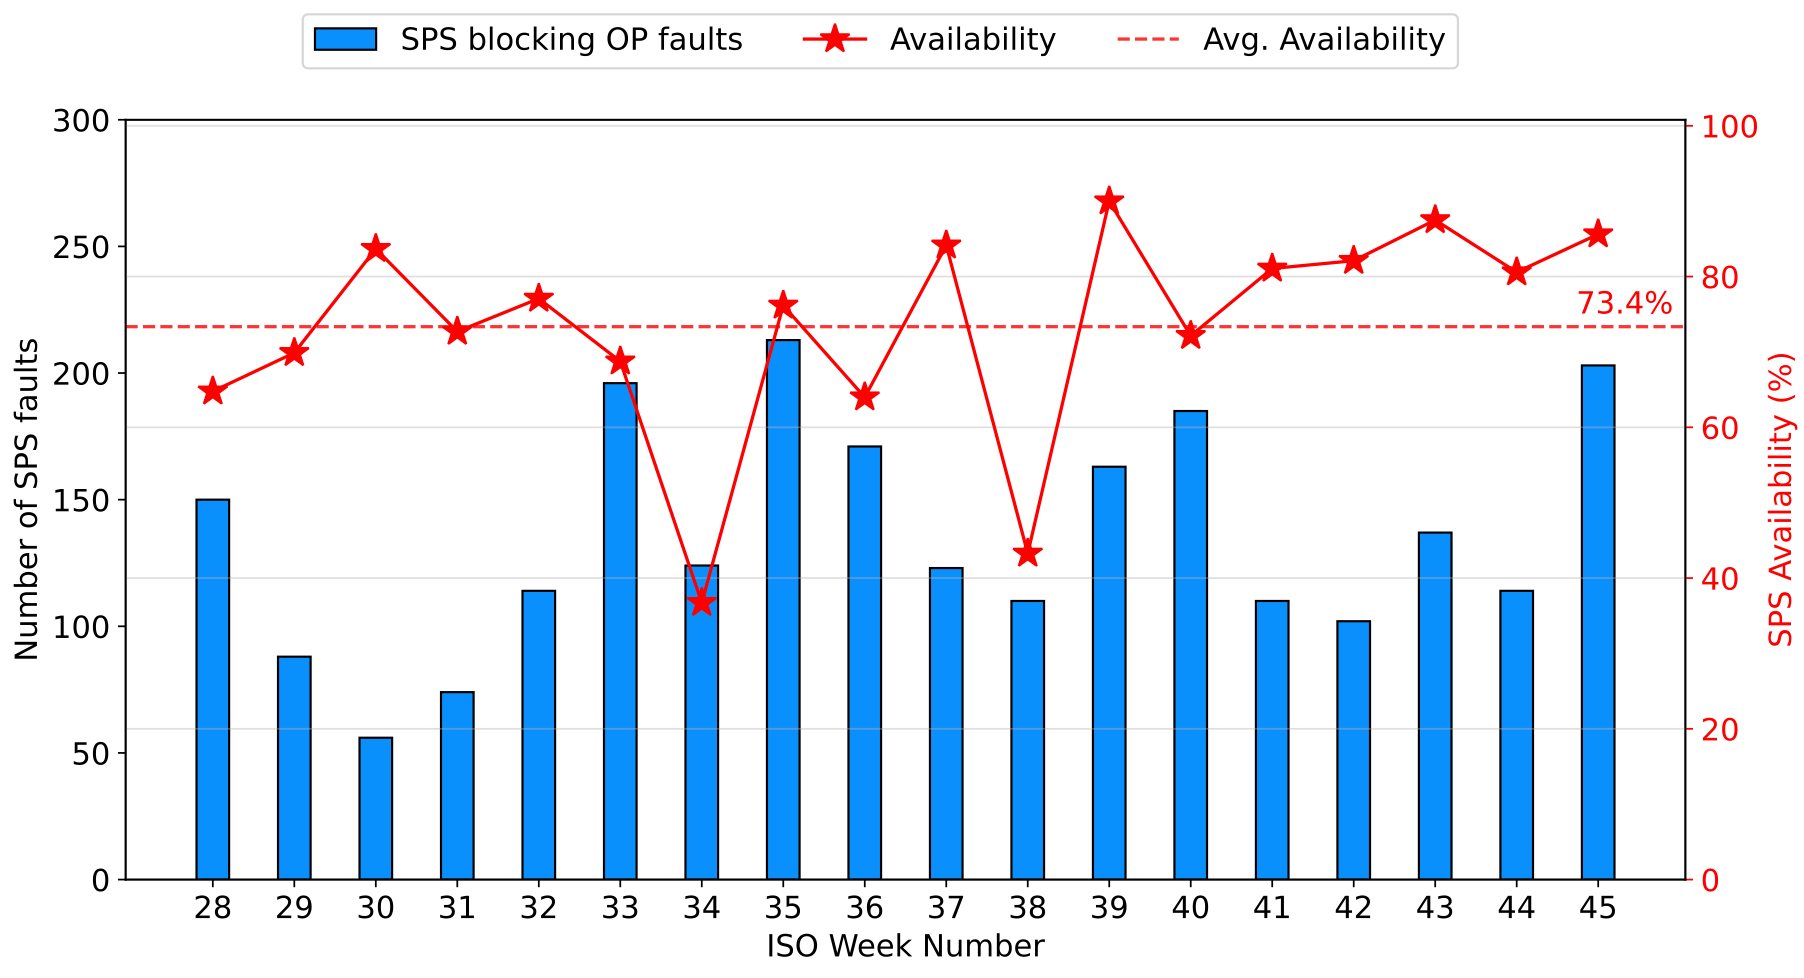 SPS blocking OP faults Availability Avg. Availability
300
250
200
150
100
50
0
Number of SPS faults
100
80
60
40
20
0
SPS Availability (%)
73.4%
28 29 30 31 32 33 34 35 36 37 38 39 40 41 42 43 44 45
ISO Week Number